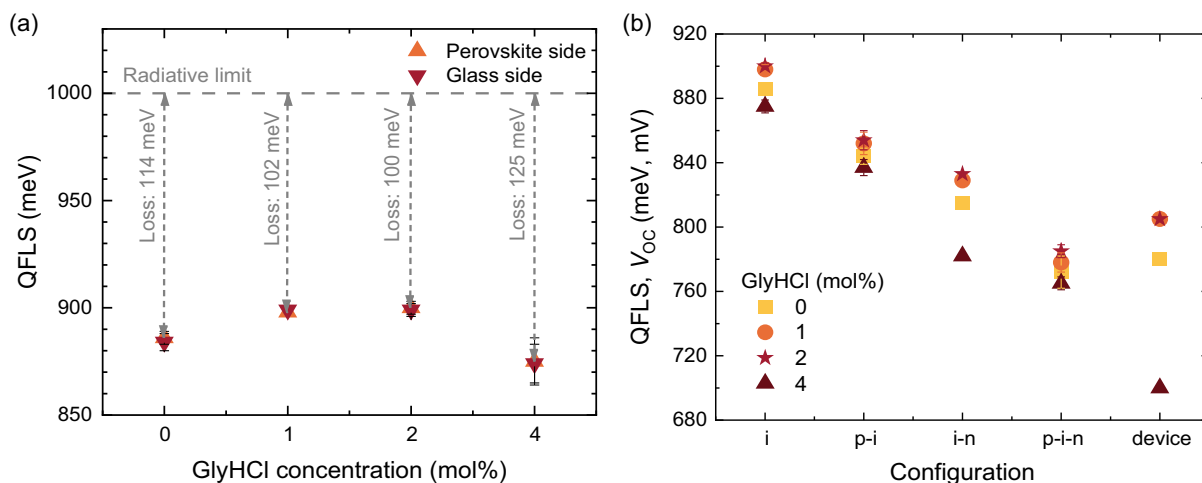 (a)
Perovskite side
Glass side
Radiative limit
Loss: 114 meV
Loss: 102 meV
Loss: 100 meV
Loss: 125 meV
1000
950
900
850
QFLS (meV)
0 1 2 4
GlyHCl concentration (mol%)
(b)
920
880
840
800
760
720
680
QFLS, VOC (meV, mV)
GlyHCl (mol%)
0
1
2
4
i p-i i-n p-i-n device
Configuration